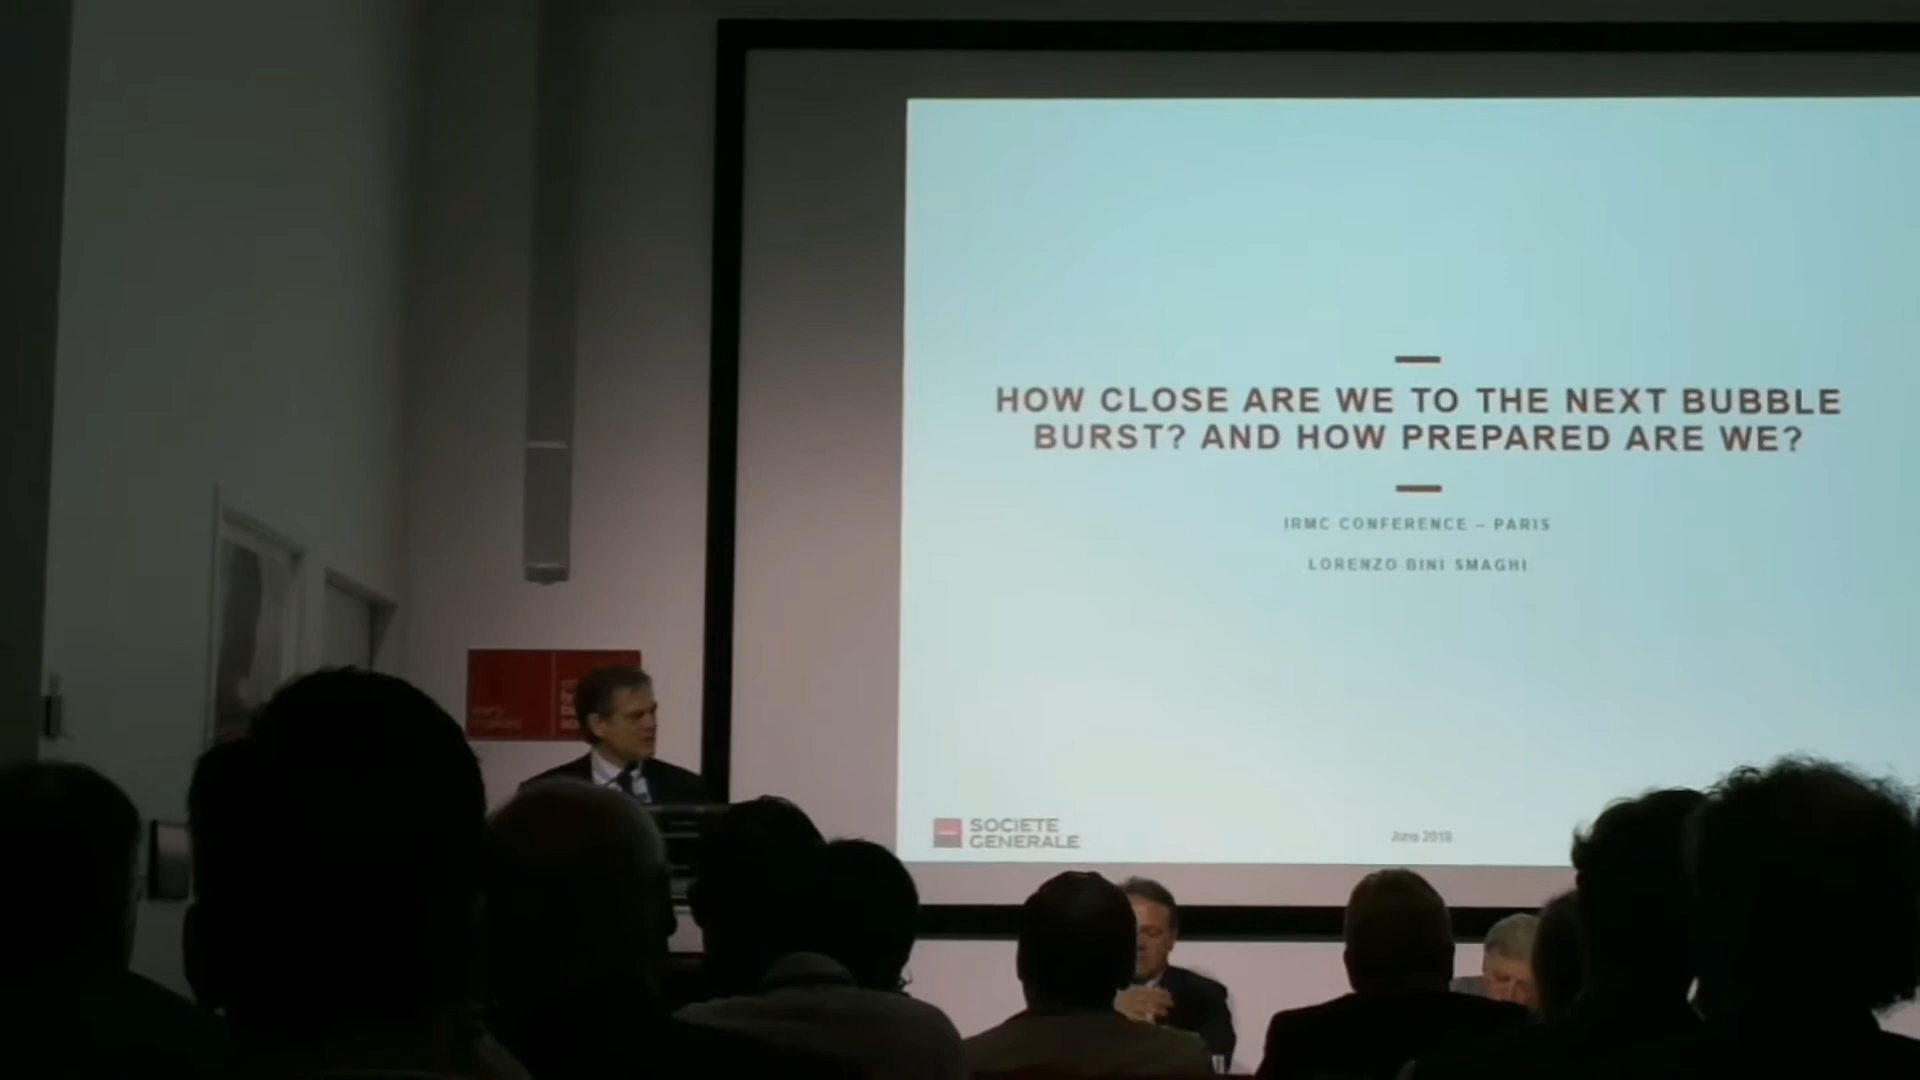 HOW CLOSE ARE WE TO THE NEXT BUBBLE
BURST? AND HOW PREPARED ARE WE?
IRMC CONFERENCE – PARIS
LORENZO BINI SMAGHI
SOCIETE
GENERALE
June 2018